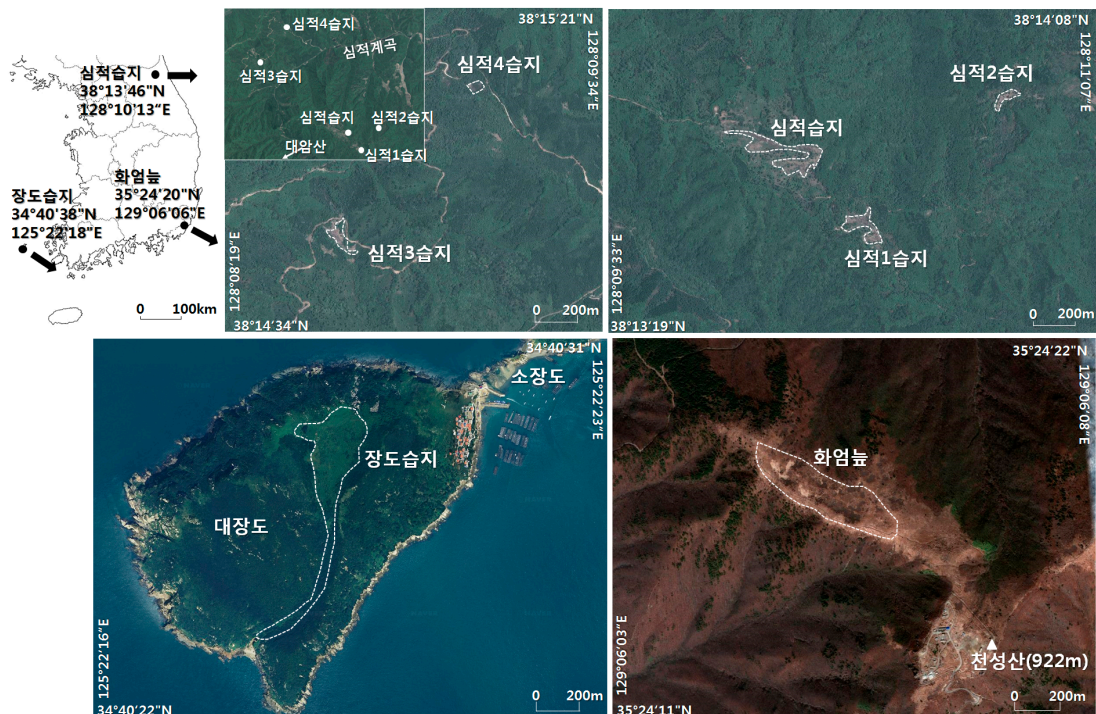 심적습지
38°13'46"N
128°10'13"E
화엄늪
35°24'20"N
129°06'06"E
장도습지
34°40'38"N
125°22'18"E
0 100km
38°15'21"N
128°09'34"E
심적4습지
심적계곡
심적3습지
심적습지
심적2습지
대암산
심적1습지
심적4습지
심적3습지
128°08'19"E
38°14'34"N
0 200m
38°14'08"N
128°11'07"E
심적2습지
심적습지
심적1습지
128°09'33"E
38°13'19"N
0 200m
34°40'31"N
125°22'23"E
소장도
장도습지
대장도
125°22'16"E
34°40'22"N
0 200m
35°24'22"N
129°06'08"E
화엄늪
천성산(922m)
129°06'03"E
35°24'11"N
0 200m